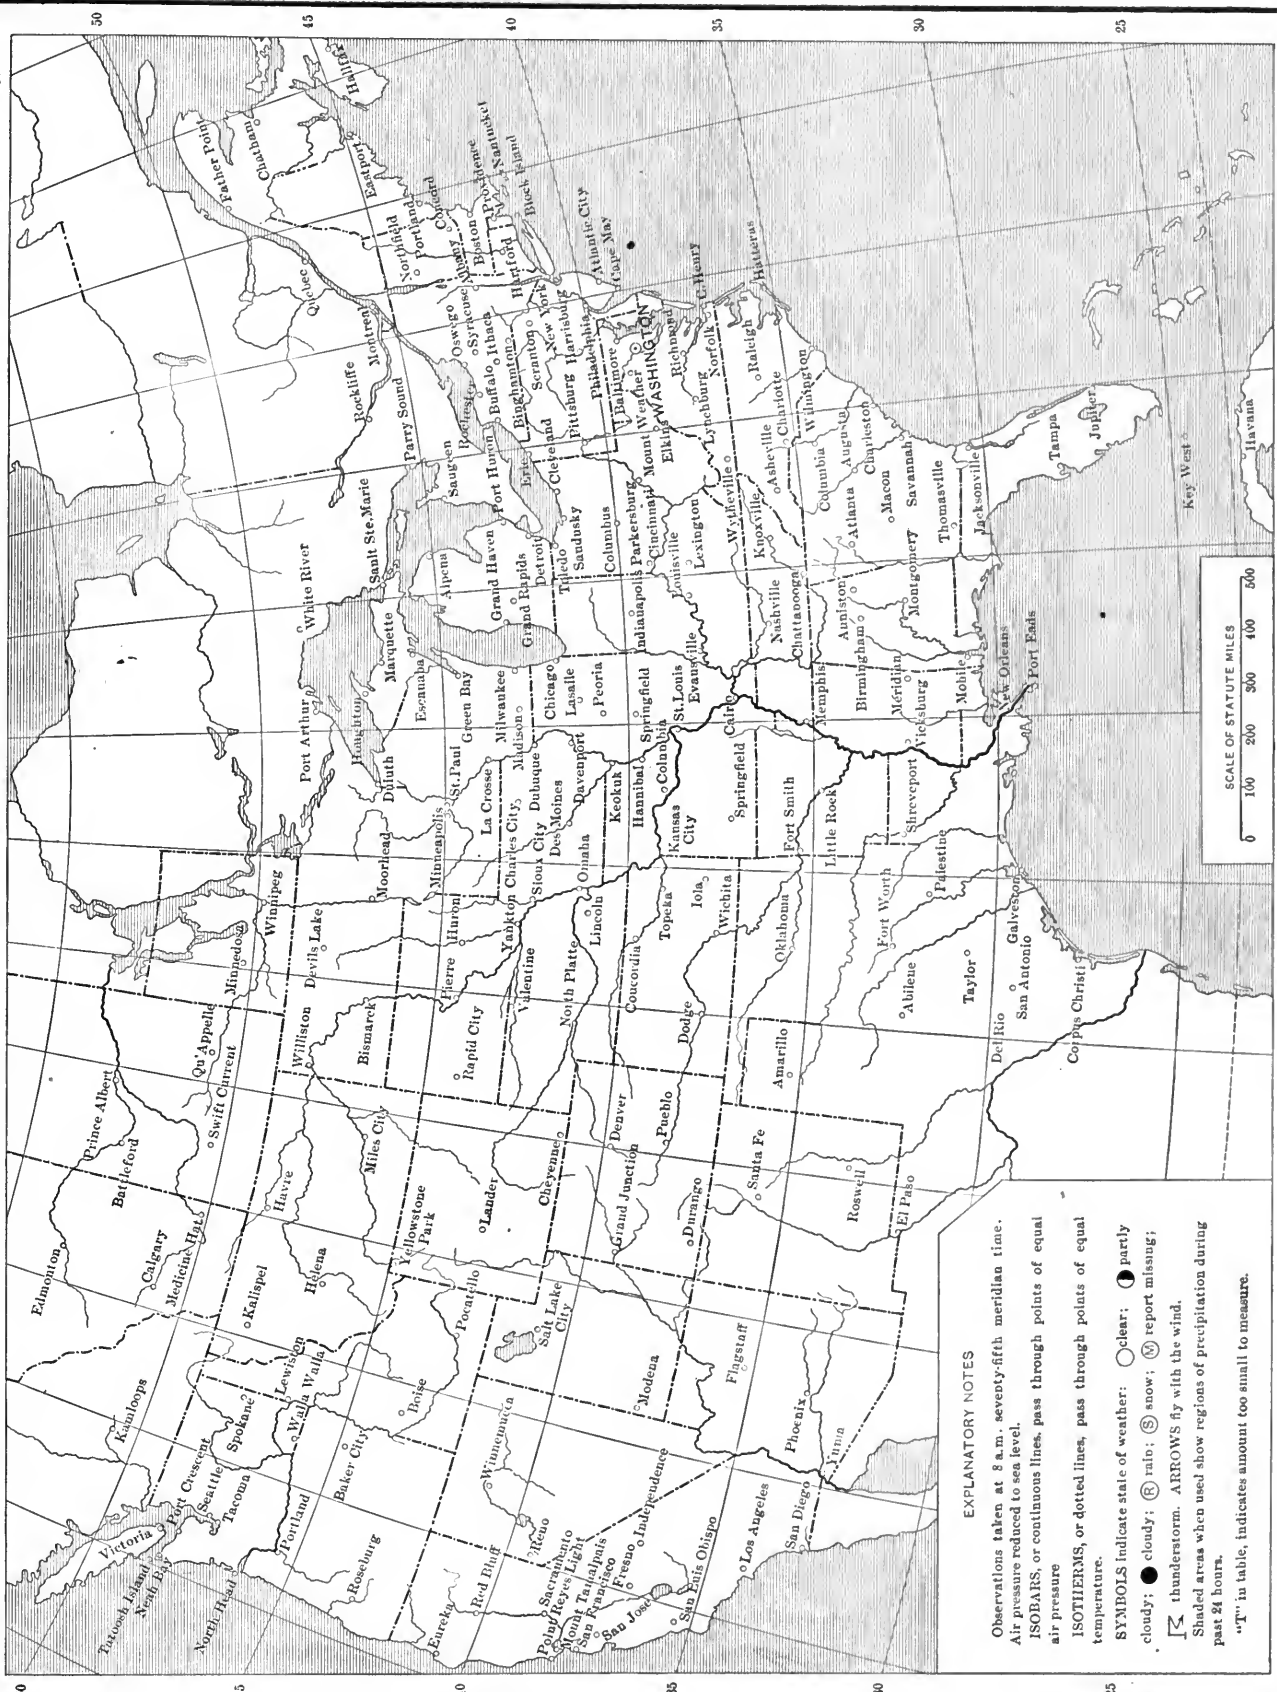 50
45
40
35
30
25
Halifax
Father Point
Chatham
Eastport
Quebec
Northfield
Portland
Concord
Albany
Boston
Providence
Nantucket
Hartford
Block Island
Montreal
Rockliffe
Oswego
Syracuse
Ithaca
Binghamton
Scranton
New York
Harrisburg
Philadelphia
Atlantic City
Cape May
Baltimore
WASHINGTON
Mount Weather
Elkins
Richmond
C. Henry
Norfolk
Lynchburg
Hatteras
Raleigh
Charlotte
Wilmington
Parry Sound
Rochester
Buffalo
Saugeen
Port Huron
Erie
Cleveland
Pittsburg
Sault Ste. Marie
White River
Alpena
Grand Haven
Grand Rapids
Detroit
Toledo
Sandusky
Columbus
Parkersburg
Cincinnati
Indianapolis
Louisville
Lexington
Wytheville
Knoxville
Asheville
Columbia
Augusta
Charleston
Atlanta
Macon
Savannah
Thomasville
Jacksonville
Tampa
Jupiter
Key West
Havana
Port Arthur
Houghton
Marquette
Escanaba
Green Bay
Milwaukee
Madison
Chicago
Lasalle
Peoria
Springfield
St. Louis
Evausville
Cairo
Nashville
Chattanooga
Memphis
Birmingham
Anniston
Montgomery
Meridian
Vicksburg
Mobile
New Orleans
Port Eads
Duluth
St. Paul
Minneapolis
La Crosse
Charles City
Dubuque
Des Moines
Davenport
Keokuk
Hannibal
Columbia
Kansas City
Springfield
Fort Smith
Little Rock
Shreveport
Palestine
Galveston
Winnipeg
Minnedosa
Moorhead
Devils Lake
Huron
Yankton
Sioux City
Omaha
Lincoln
Topeka
Iola
Wichita
Concordia
Oklahoma
Fort Worth
Abilene
Taylor
San Antonio
Corpus Christi
Del Rio
Prince Albert
Battleford
Qu'Appelle
Swift Current
Williston
Bismarck
Pierre
Rapid City
Valentine
North Platte
Dodge
Amarillo
Edmonton
Calgary
Medicine Hat
Havre
Miles City
Kalispel
Helena
Yellowstone Park
Lander
Cheyenne
Denver
Pueblo
Grand Junction
Durango
Santa Fe
Roswell
El Paso
Kamloops
Port Crescent
Seattle
Tacoma
Spokane
Lewiston
Walla Walla
Pocatello
Boise
Baker City
Salt Lake City
Modena
Flagstaff
Phoenix
Yuma
Victoria
Tatoosh Island
Neah Bay
North Head
Portland
Roseburg
Eureka
Red Bluff
Winnemucca
Reno
Sacramento
Point Reyes Light
Mount Tamalpais
San Francisco
San Jose
Fresno
Independence
San Luis Obispo
Los Angeles
San Diego
SCALE OF STATUTE MILES
0 100 200 300 400 500
EXPLANATORY NOTES
Observations taken at 8 a.m. seventy-fifth meridian time.
Air pressure reduced to sea level.
ISOBARS, or continuous lines, pass through points of equal
air pressure
ISOTHERMS, or dotted lines, pass through points of equal
temperature.
SYMBOLS indicate state of weather: clear; partly
cloudy; cloudy; R rain; S snow; M report missing;
thunderstorm. ARROWS fly with the wind.
Shaded areas when used show regions of precipitation during
past 24 hours.
"T" in table, indicates amount too small to measure.